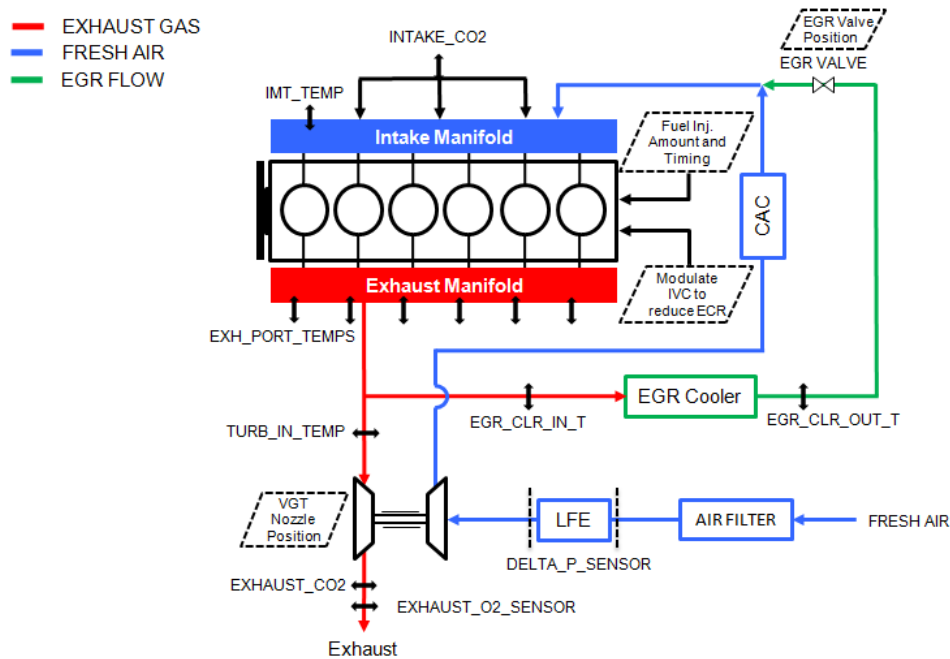 EXHAUST GAS
FRESH AIR
EGR FLOW
INTAKE_CO2
EGR Valve
Position
EGR VALVE
IMT_TEMP
Intake Manifold
Fuel Inj.
Amount and
Timing
CAC
Exhaust Manifold
Modulate
IVC to
reduce ECR
EXH_PORT_TEMPS
EGR Cooler
EGR_CLR_IN_T
EGR_CLR_OUT_T
TURB_IN_TEMP
VGT
Nozzle
Position
LFE
AIR FILTER
FRESH AIR
DELTA_P_SENSOR
EXHAUST_CO2
EXHAUST_O2_SENSOR
Exhaust